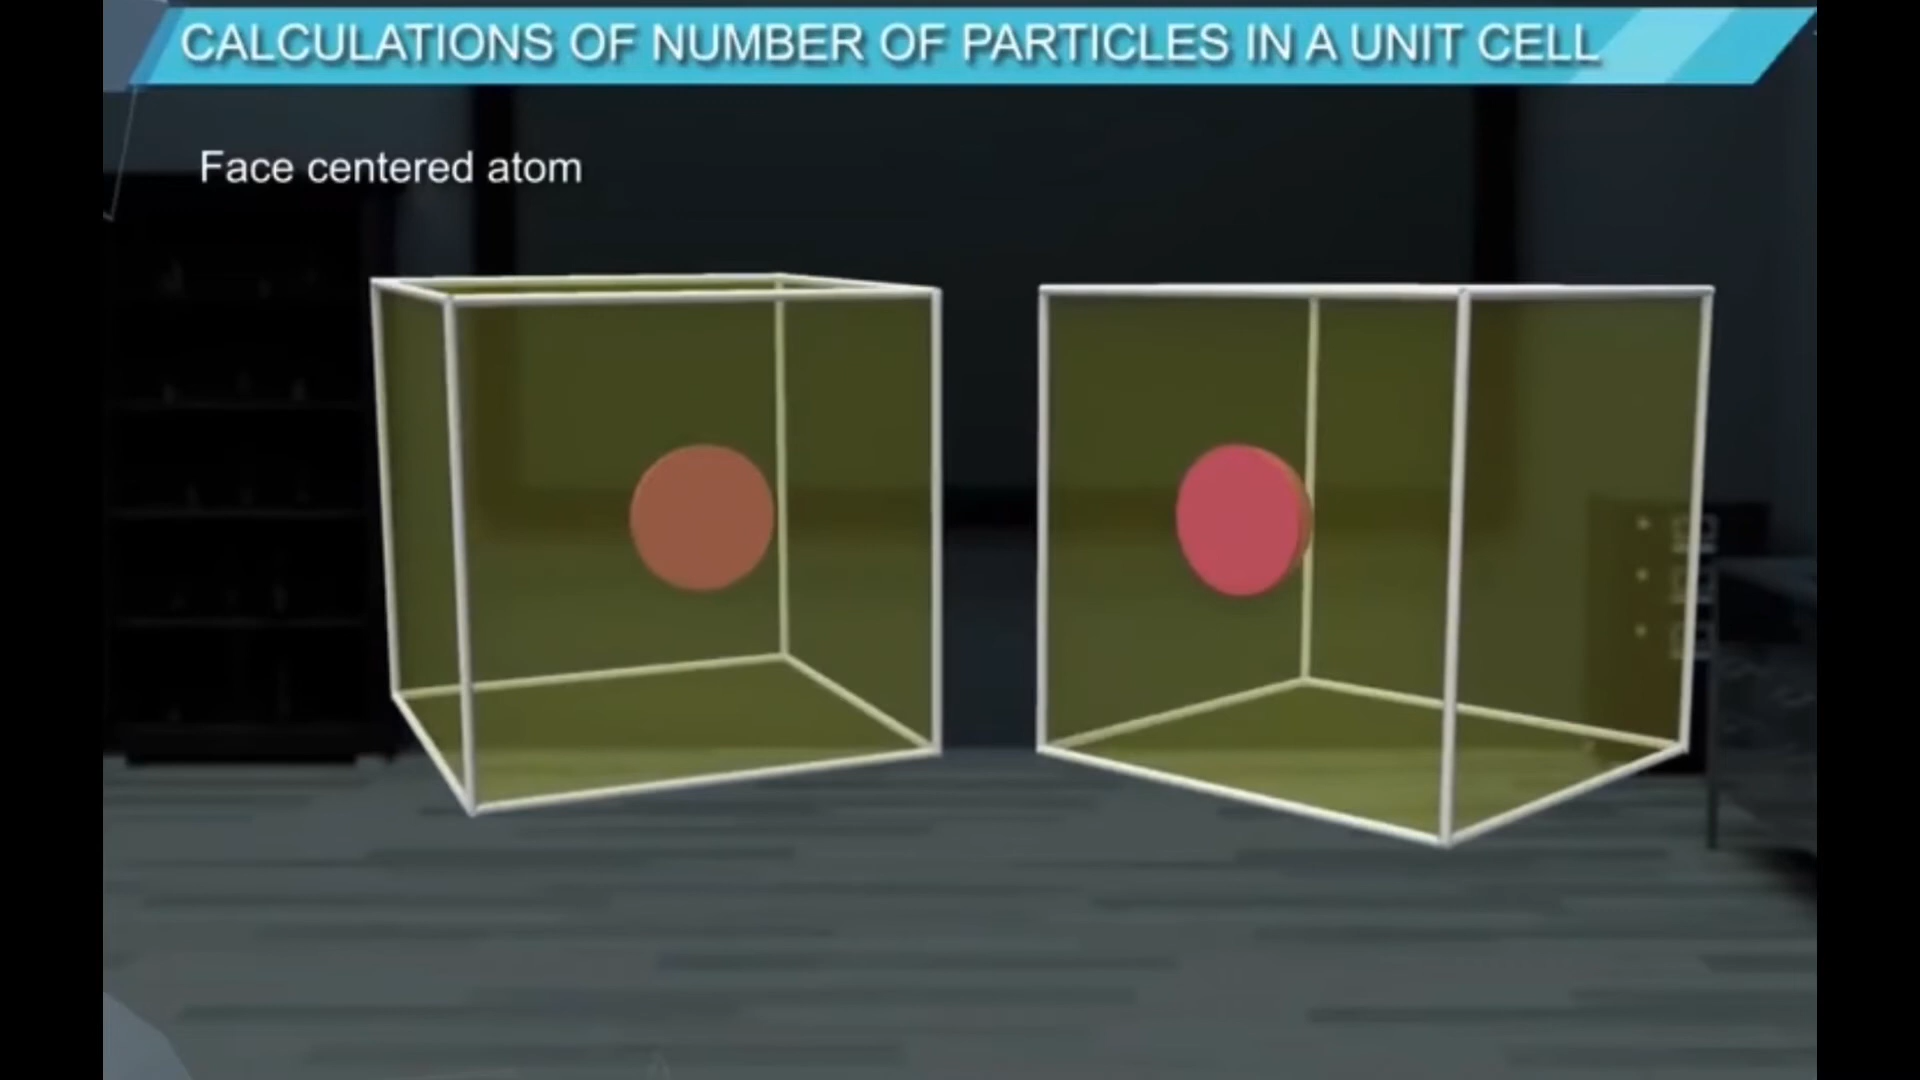 CALCULATIONS OF NUMBER OF PARTICLES IN A UNIT CELL
Face centered atom